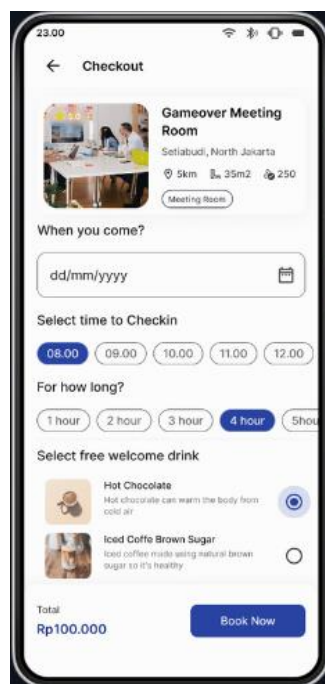 23.00
Checkout
Gameover Meeting
Room
Setiabudi, North Jakarta
5km 35m2 250
Meeting Room
When you come?
dd/mm/yyyy
Select time to Checkin
08.00 09.00 10.00 11.00 12.00
For how long?
1 hour 2 hour 3 hour 4 hour 5hou
Select free welcome drink
Hot Chocolate
Hot chocolate can warm the body from
cold air
Iced Coffe Brown Sugar
Iced coffee made using natural brown
sugar so it's healthy
Total
Rp100.000
Book Now